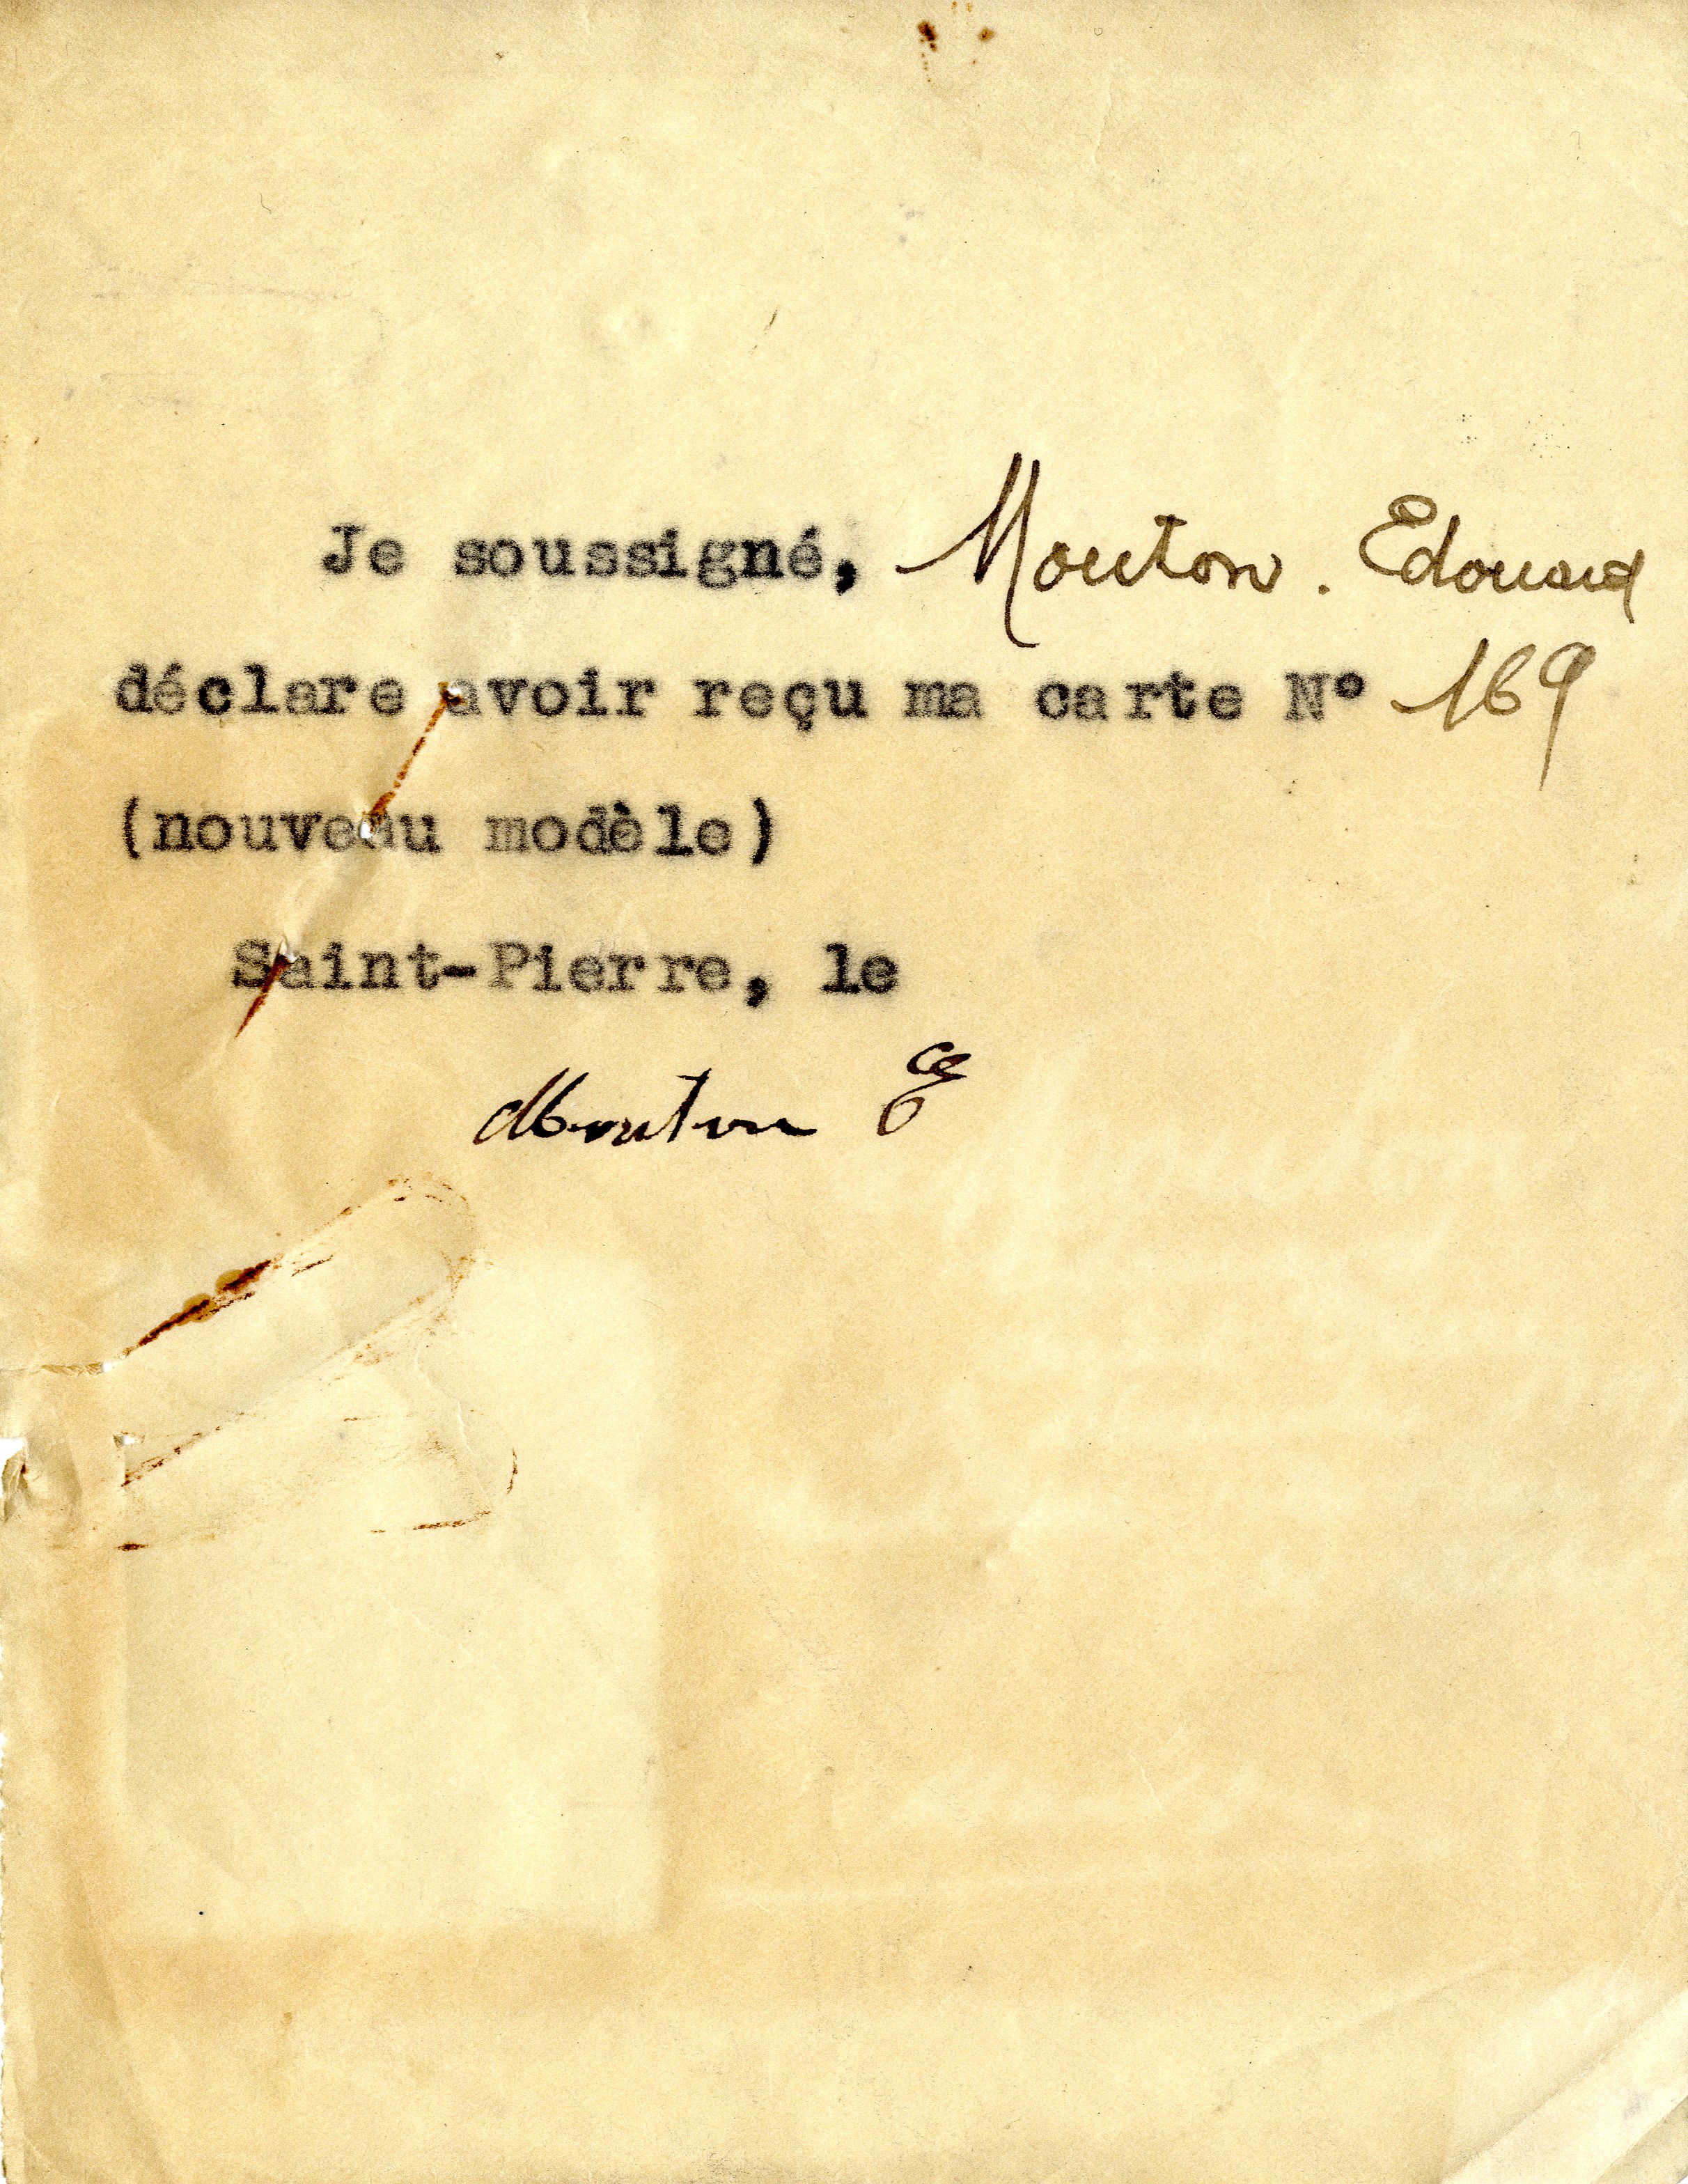 Je soussigné, Mouton. Edouard
déclare avoir reçu ma carte N° 169
(nouveau modèle)
Saint-Pierre, le
Mouton E